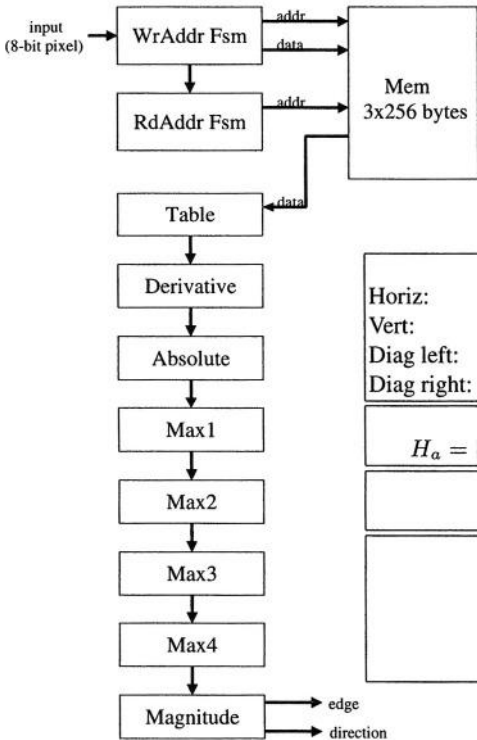 input
(8-bit pixel)
WrAddr Fsm
addr
data
RdAddr Fsm
addr
Mem
3x256 bytes
data
Table
Derivative
Absolute
Max1
Max2
Max3
Max4
Magnitude
edge
direction
Horiz:
Vert:
Diag left:
Diag right:
H_a =